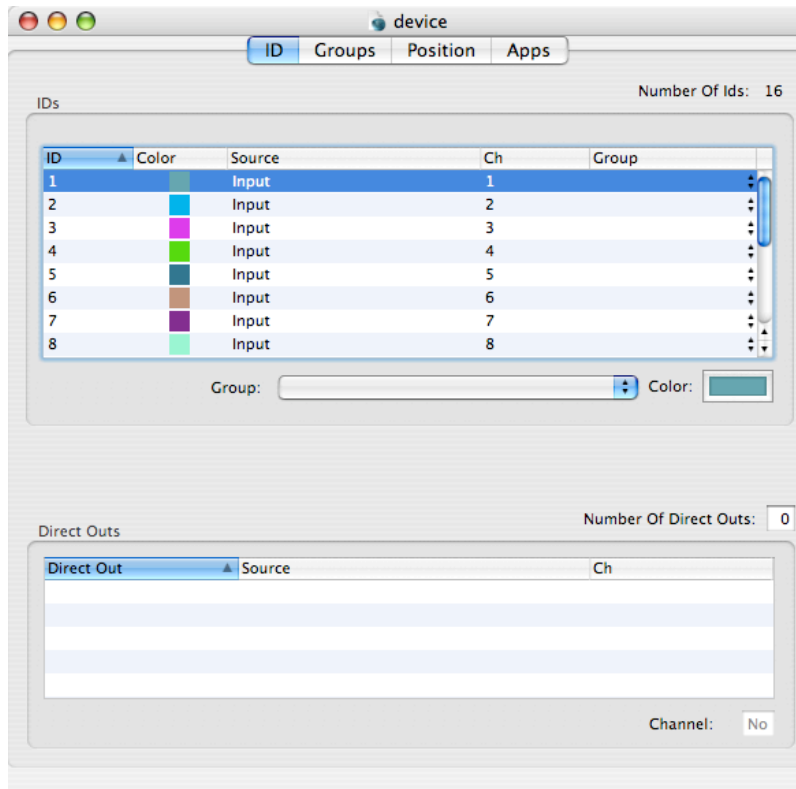 device
ID Groups Position Apps
Number Of Ids: 16
IDs
ID Color Source Ch Group
1 Input 1
2 Input 2
3 Input 3
4 Input 4
5 Input 5
6 Input 6
7 Input 7
8 Input 8
Group: Color:
Number Of Direct Outs: 0
Direct Outs
Direct Out Source Ch
Channel: No